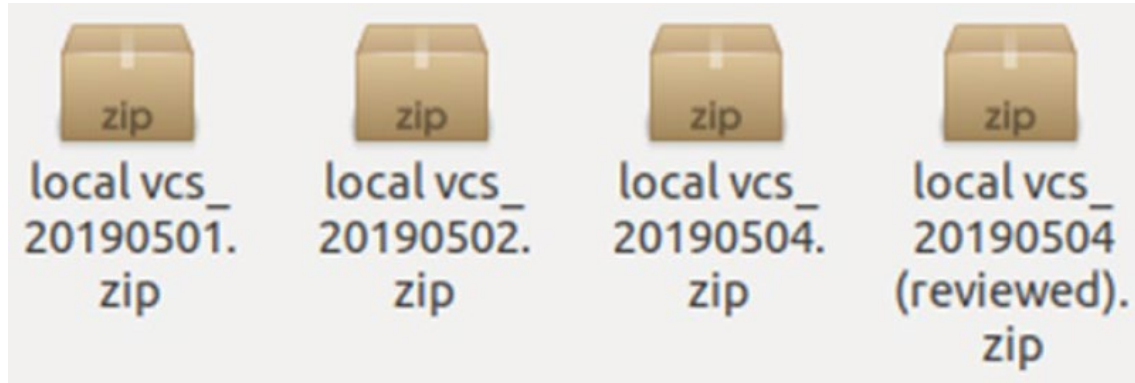 zip
local vcs_
20190501.
zip
zip
local vcs_
20190502.
zip
zip
local vcs_
20190504.
zip
zip
local vcs_
20190504
(reviewed).
zip